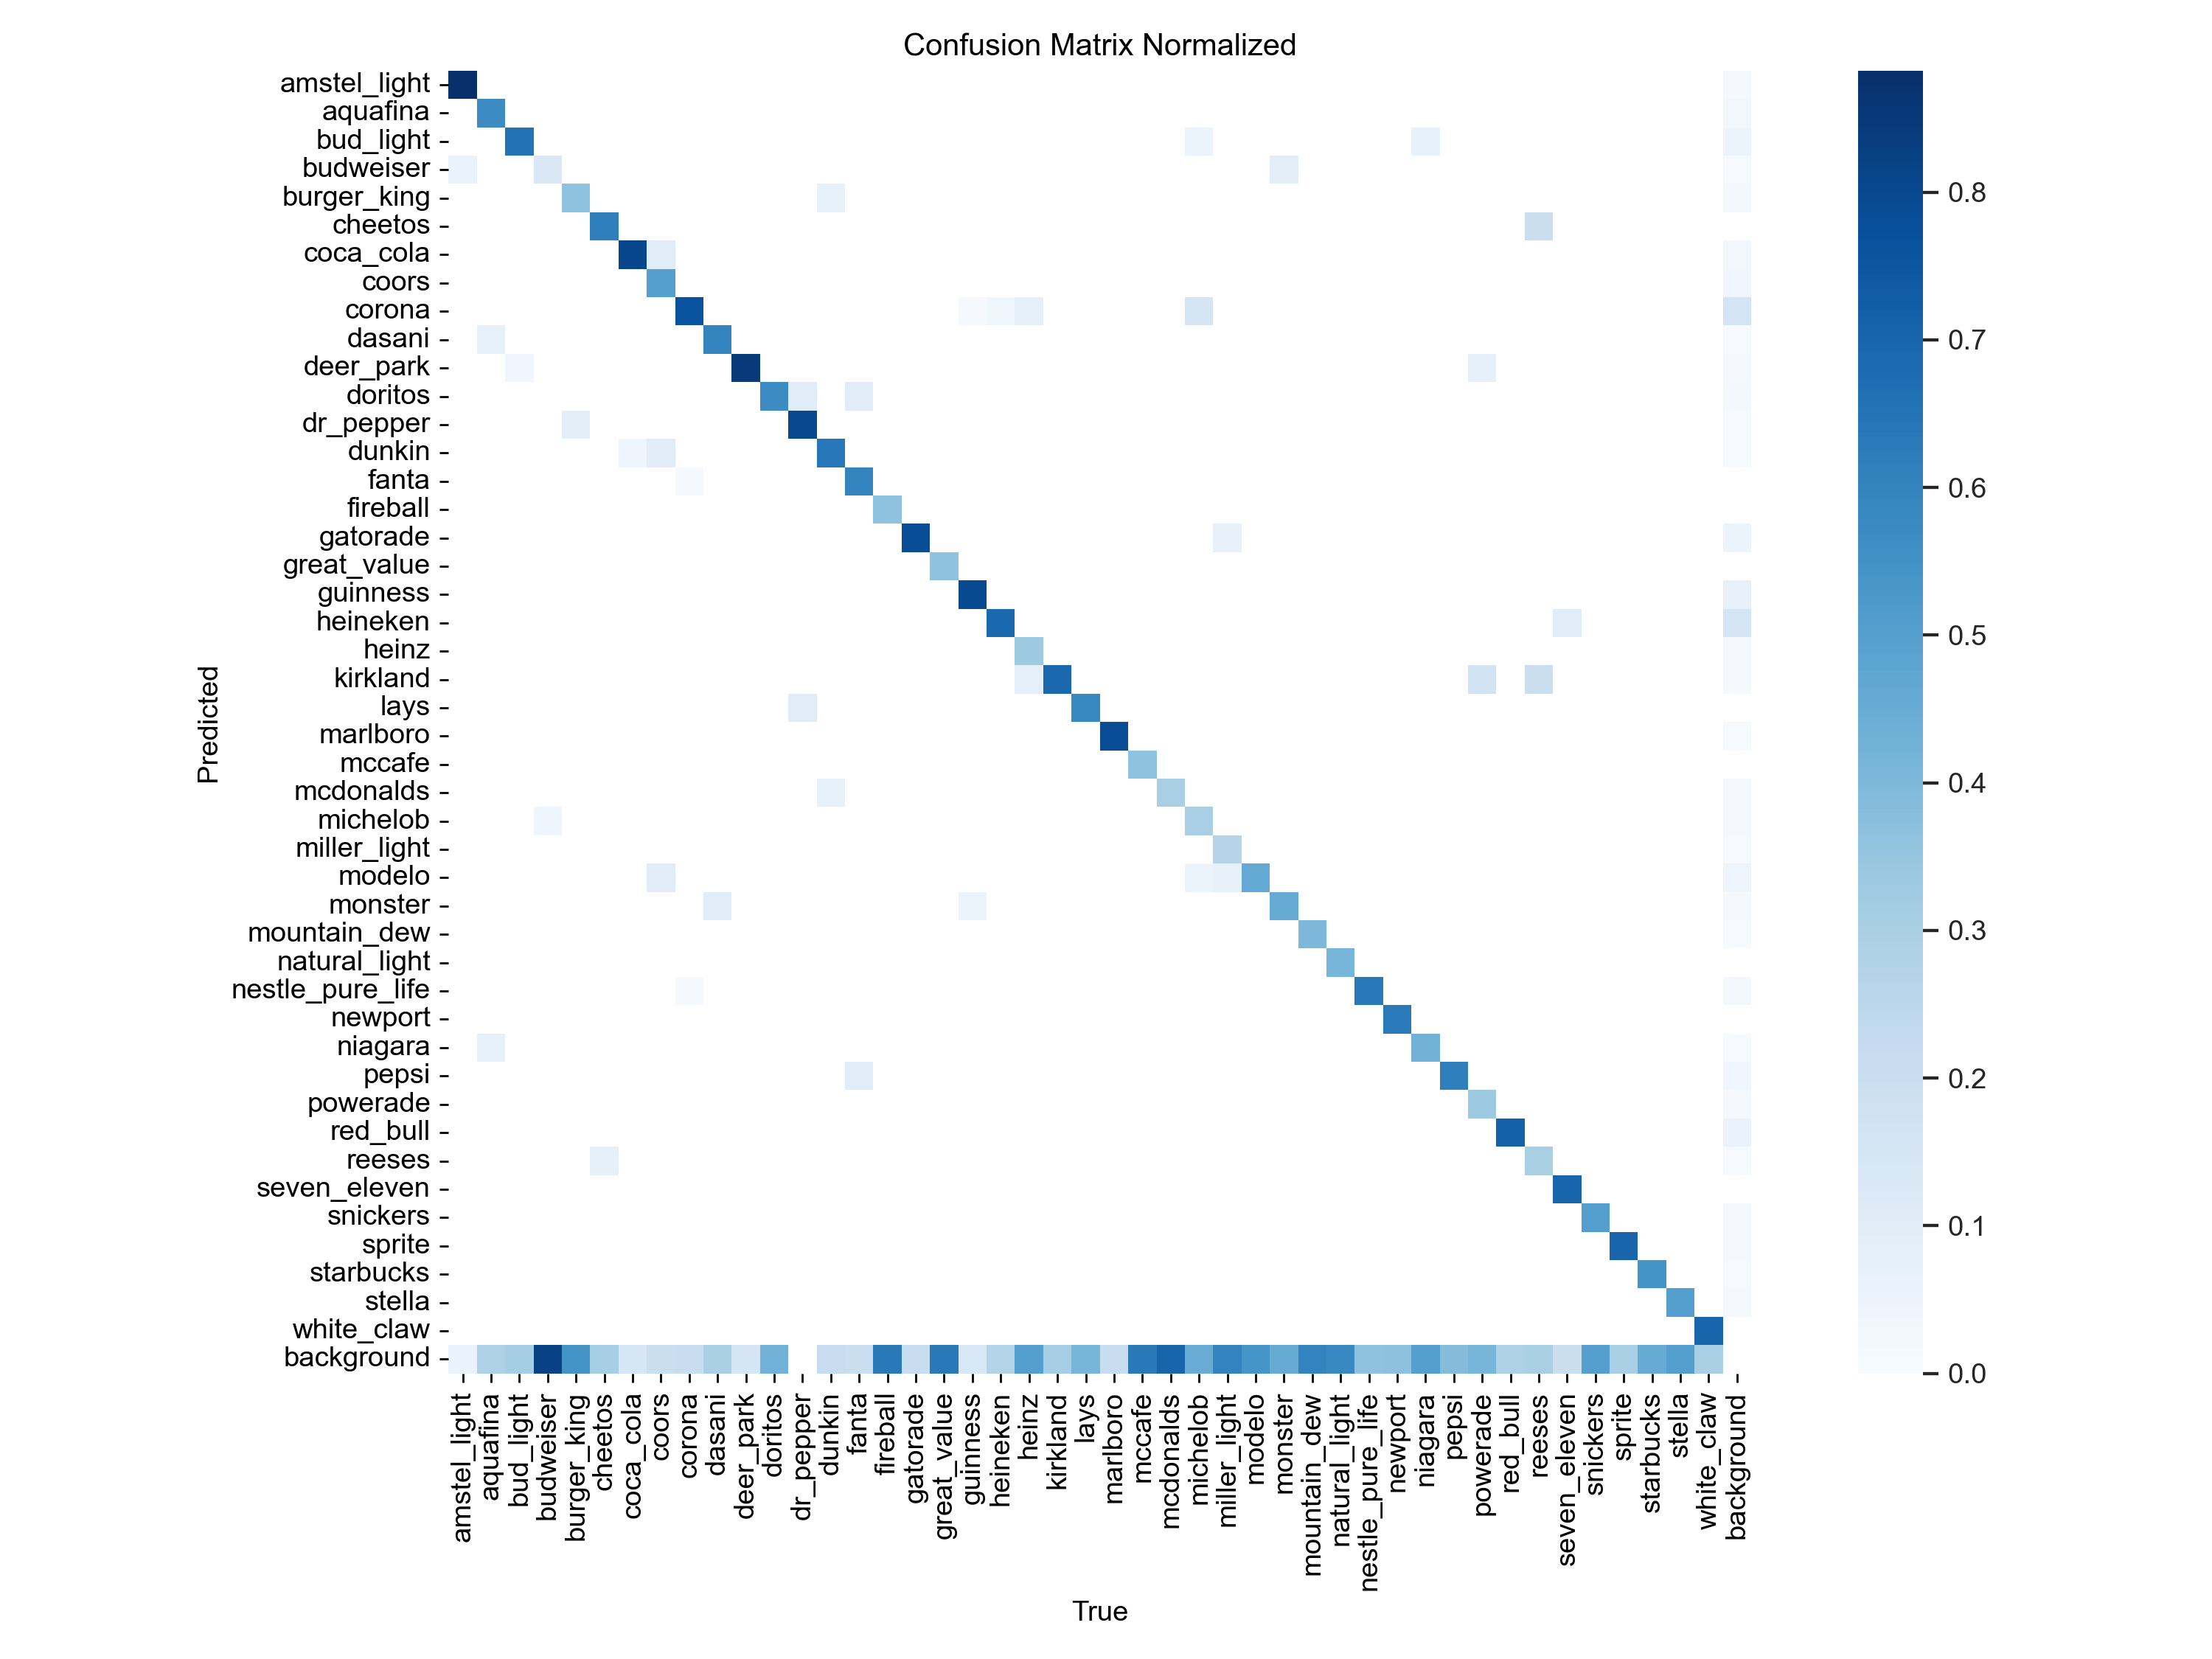 Confusion Matrix Normalized
amstel_light
aquafina
bud_light
budweiser
burger_king
cheetos
coca_cola
coors
corona
dasani
deer_park
doritos
dr_pepper
dunkin
fanta
fireball
gatorade
great_value
guinness
heineken
heinz
kirkland
lays
marlboro
mccafe
mcdonalds
michelob
miller_light
modelo
monster
mountain_dew
natural_light
nestle_pure_life
newport
niagara
pepsi
powerade
red_bull
reeses
seven_eleven
snickers
sprite
starbucks
stella
white_claw
background
Predicted
amstel_light
aquafina
bud_light
budweiser
burger_king
cheetos
coca_cola
coors
corona
dasani
deer_park
doritos
dr_pepper
dunkin
fanta
fireball
gatorade
great_value
guinness
heineken
heinz
kirkland
lays
marlboro
mccafe
mcdonalds
michelob
miller_light
modelo
monster
mountain_dew
natural_light
nestle_pure_life
newport
niagara
pepsi
powerade
red_bull
reeses
seven_eleven
snickers
sprite
starbucks
stella
white_claw
background
True
0.8
0.7
0.6
0.5
0.4
0.3
0.2
0.1
0.0